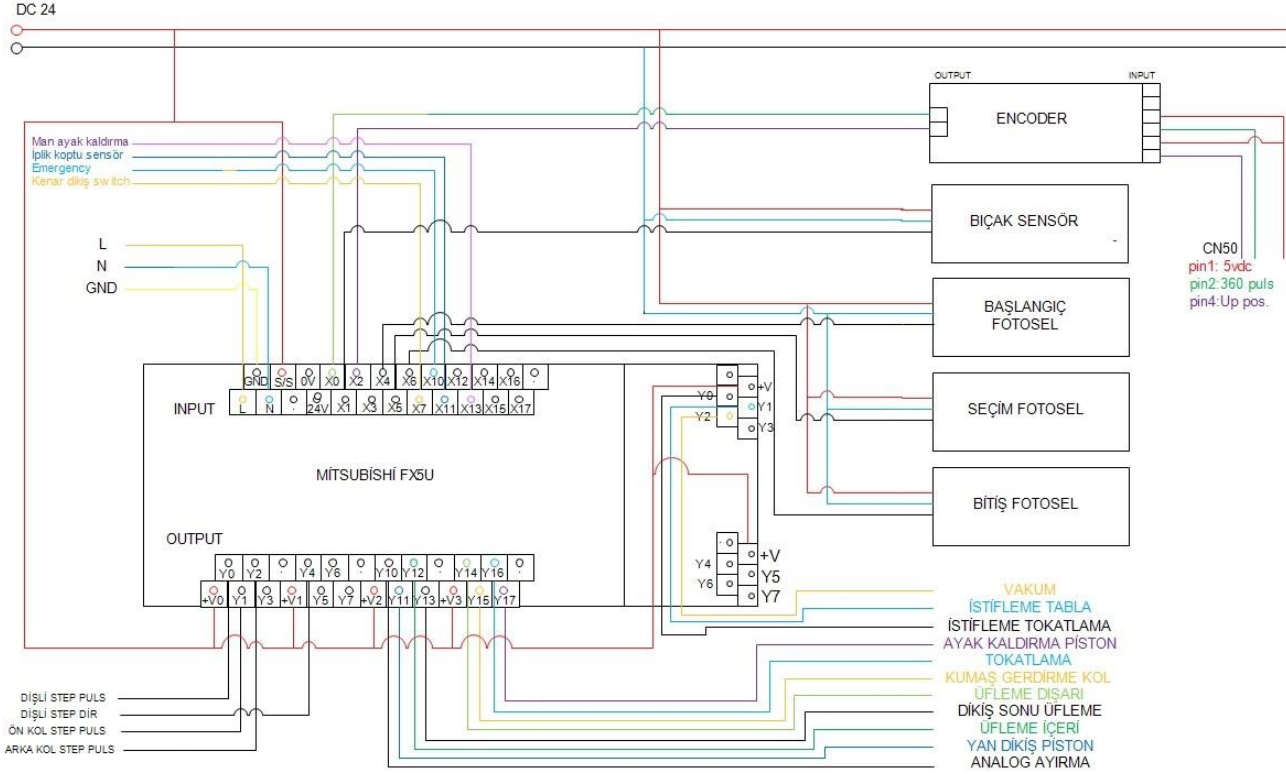 DC 24
OUTPUT INPUT
ENCODER
Man ayak kaldırma
İplik koptu sensör
Emergency
Kenar dikiş switch
BIÇAK SENSÖR
L
N
GND
CN50
pin1: 5vdc
pin2:360 puls
pin4:Up pos.
BAŞLANGIÇ
FOTOSEL
GND S/S 0V X0 X2 X4 X6 X10 X12 X14 X16 .
INPUT L N . 24V X1 X3 X5 X7 X11 X13 X15 X17
+V
Y0
Y1
Y2
Y3
SEÇİM FOTOSEL
MİTSUBİSHİ FX5U
BİTİŞ FOTOSEL
OUTPUT
Y0 Y2 . Y4 Y6 . Y10 Y12 . Y14 Y16 .
+V0 Y1 Y3 +V1 Y5 Y7 +V2 Y11 Y13 +V3 Y15 Y17
+V
Y4
Y5
Y6
Y7
VAKUM
İSTİFLEME TABLA
İSTİFLEME TOKATLAMA
AYAK KALDIRMA PİSTON
TOKATLAMA
KUMAŞ GERDİRME KOL
ÜFLEME DIŞARI
DİKİŞ SONU ÜFLEME
ÜFLEME İÇERİ
YAN DİKİŞ PİSTON
ANALOG AYIRMA
DİŞLİ STEP PULS
DİŞLİ STEP DİR
ÖN KOL STEP PULS
ARKA KOL STEP PULS